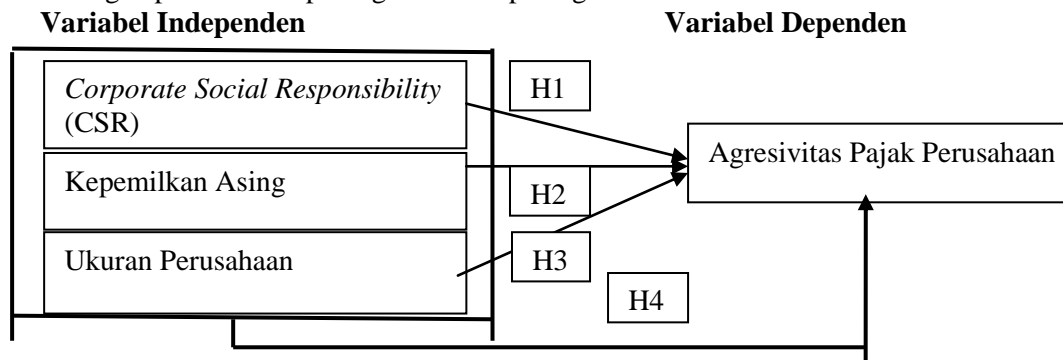 Variabel Independen
Variabel Dependen
Corporate Social Responsibility
(CSR)
H1
Agresivitas Pajak Perusahaan
Kepemilkan Asing
H2
Ukuran Perusahaan
H3
H4